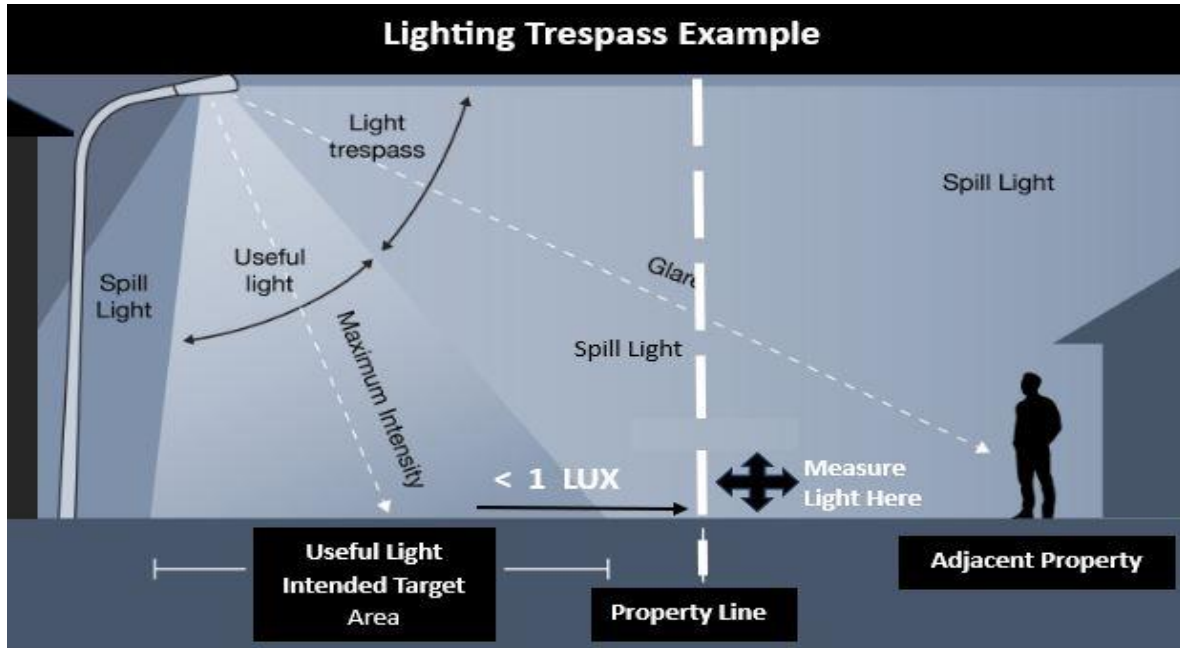 Lighting Trespass Example
Light
trespass
Spill Light
Useful
light
Glare
Spill
Light
Maximum Intensity
Spill Light
< 1 LUX
Measure
Light Here
Useful Light
Intended Target
Area
Property Line
Adjacent Property